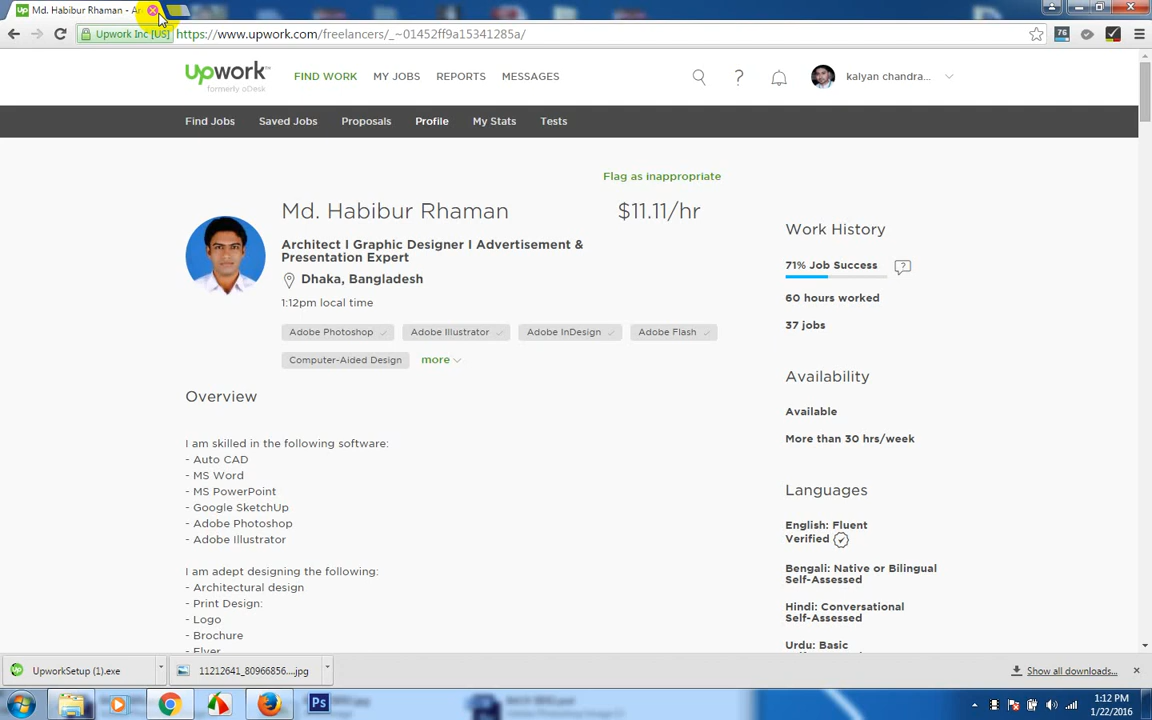 Md. Habibur Rhaman - A
Upwork Inc [US] https://www.upwork.com/freelancers/_~01452ff9a15341285a/
76
Upwork
formerly oDesk
FIND WORK MY JOBS REPORTS MESSAGES
kalyan chandra...
Find Jobs Saved Jobs Proposals Profile My Stats Tests
Flag as inappropriate
Md. Habibur Rhaman $11.11/hr
Architect I Graphic Designer I Advertisement &
Presentation Expert
Dhaka, Bangladesh
1:12pm local time
Adobe Photoshop Adobe Illustrator Adobe InDesign Adobe Flash
Computer-Aided Design more
Overview
I am skilled in the following software:
- Auto CAD
- MS Word
- MS PowerPoint
- Google SketchUp
- Adobe Photoshop
- Adobe Illustrator
I am adept designing the following:
- Architectural design
- Print Design:
- Logo
- Brochure
- Flyer
Work History
71% Job Success
60 hours worked
37 jobs
Availability
Available
More than 30 hrs/week
Languages
English: Fluent
Verified
Bengali: Native or Bilingual
Self-Assessed
Hindi: Conversational
Self-Assessed
Urdu: Basic
UpworkSetup (1).exe
11212641_80966856....jpg
Show all downloads...
Ps
1:12 PM
1/22/2016